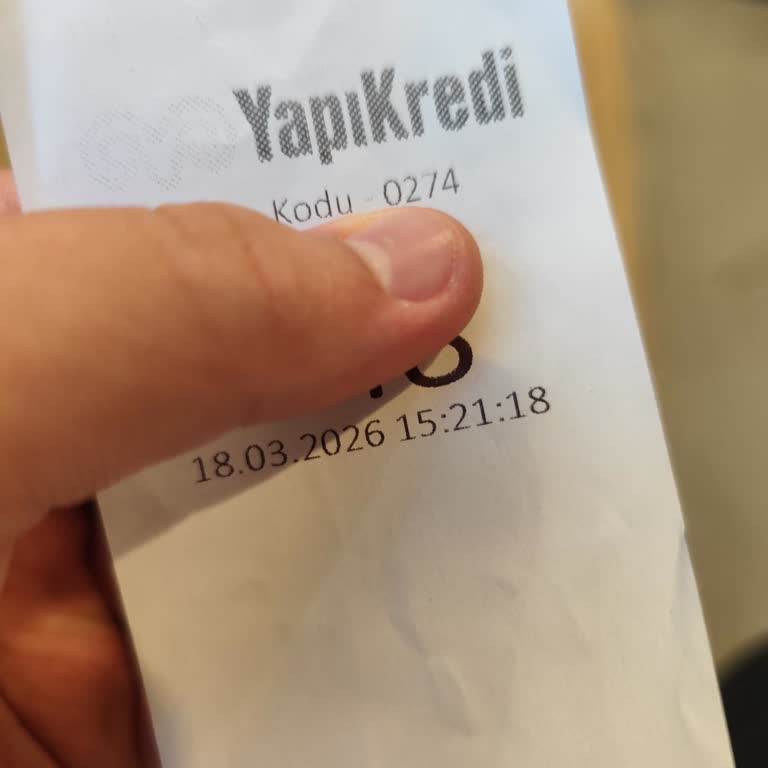 YapıKredi
Kodu - 0274
18.03.2026 15:21:18